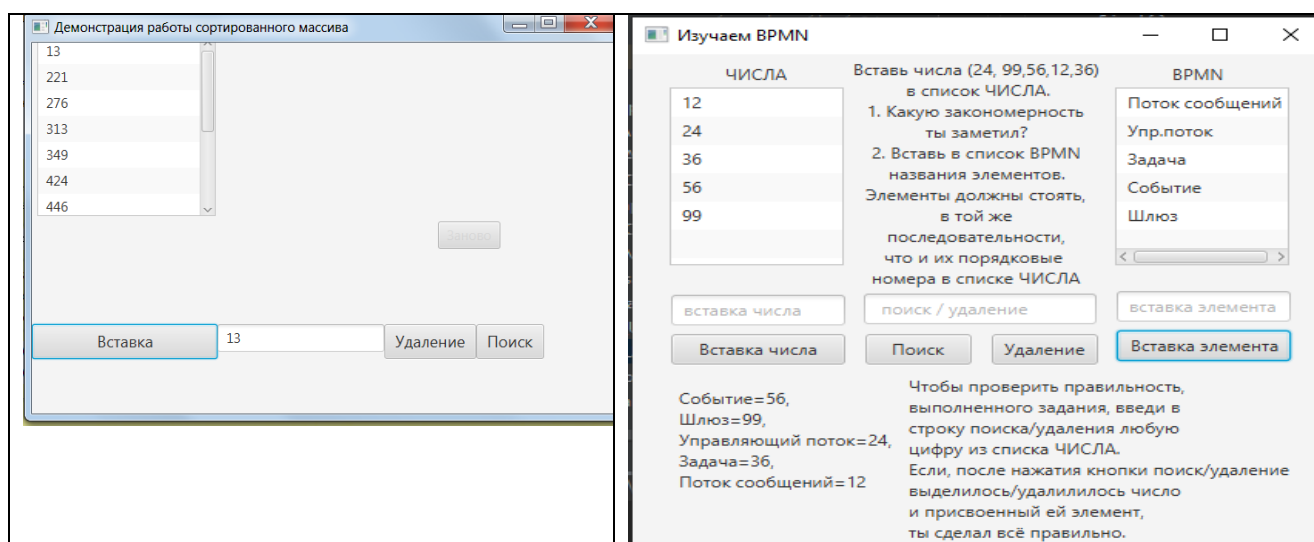 Демонстрация работы сортированного массива
13
221
276
313
349
424
446
Заново
Вставка
13
Удаление
Поиск
Изучаем BPMN
ЧИСЛА
12
24
36
56
99
Вставь числа (24, 99,56,12,36)
в список ЧИСЛА.
1. Какую закономерность
ты заметил?
2. Вставь в список BPMN
названия элементов.
Элементы должны стоять,
в той же
последовательности,
что и их порядковые
номера в списке ЧИСЛА
BPMN
Поток сообщений
Упр.поток
Задача
Событие
Шлюз
вставка числа
поиск / удаление
вставка элемента
Вставка числа
Поиск
Удаление
Вставка элемента
Событие=56,
Шлюз=99,
Управляющий поток=24,
Задача=36,
Поток сообщений=12
Чтобы проверить правильность,
выполненного задания, введи в
строку поиска/удаления любую
цифру из списка ЧИСЛА.
Если, после нажатия кнопки поиск/удаление
выделилось/удалилилось число
и присвоенный ей элемент,
ты сделал всё правильно.